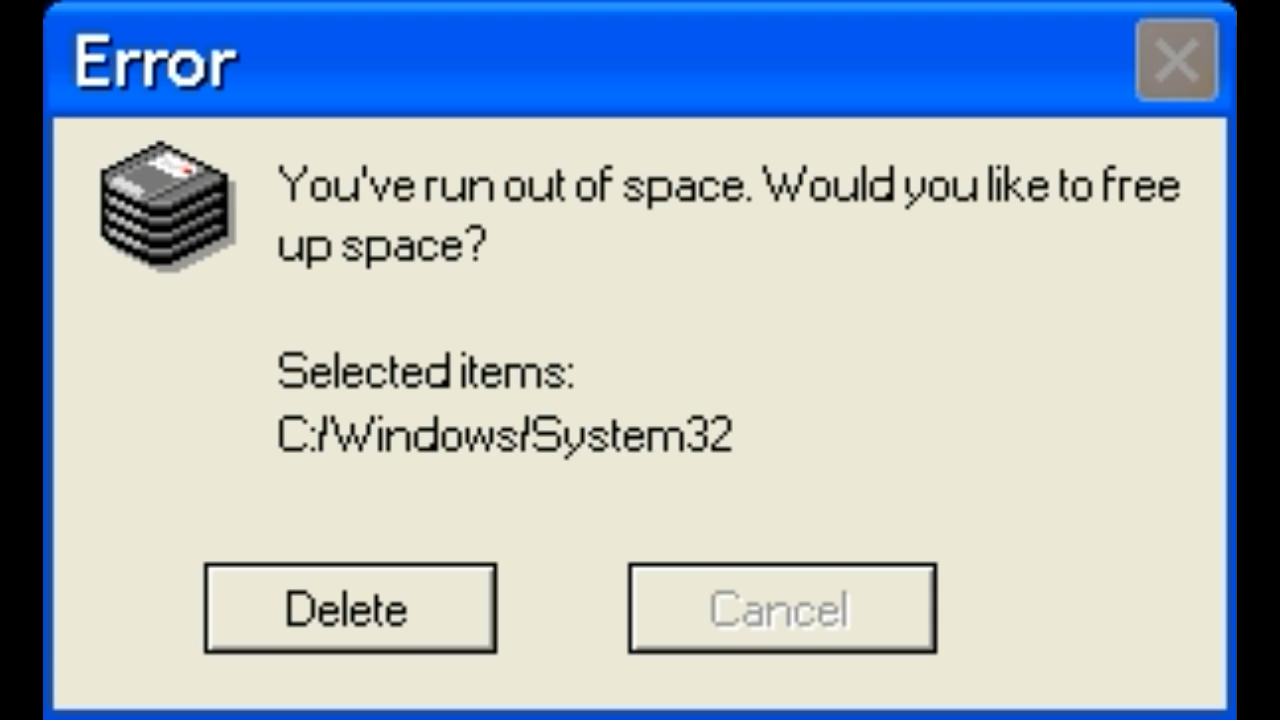 Error
You've run out of space. Would you like to free
up space?
Selected items:
C:/Windows/System32
Delete
Cancel